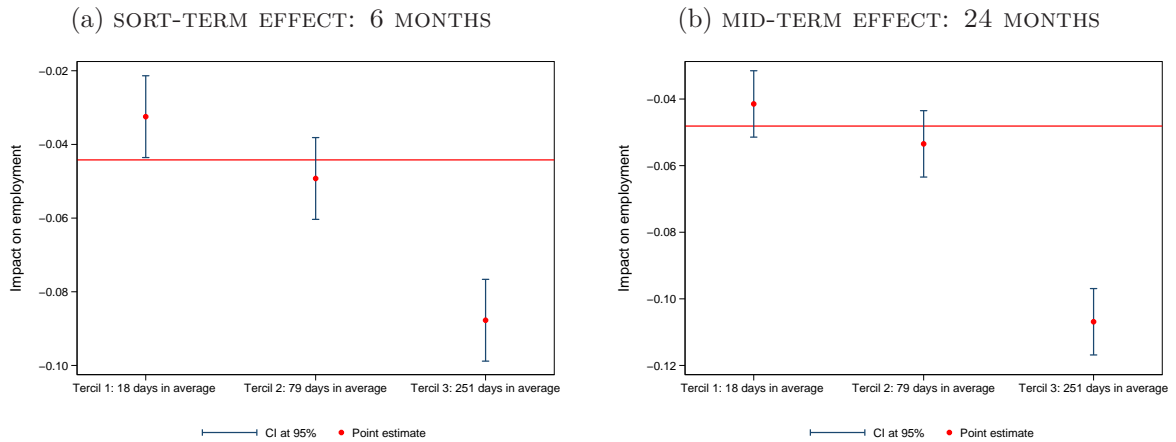 (a) SORT-TERM EFFECT: 6 MONTHS
Impact on employment
−0.02
−0.04
−0.06
−0.08
−0.10
Tercil 1: 18 days in average
Tercil 2: 79 days in average
Tercil 3: 251 days in average
CI at 95%
Point estimate
(b) MID-TERM EFFECT: 24 MONTHS
Impact on employment
−0.04
−0.06
−0.08
−0.10
−0.12
Tercil 1: 18 days in average
Tercil 2: 79 days in average
Tercil 3: 251 days in average
CI at 95%
Point estimate